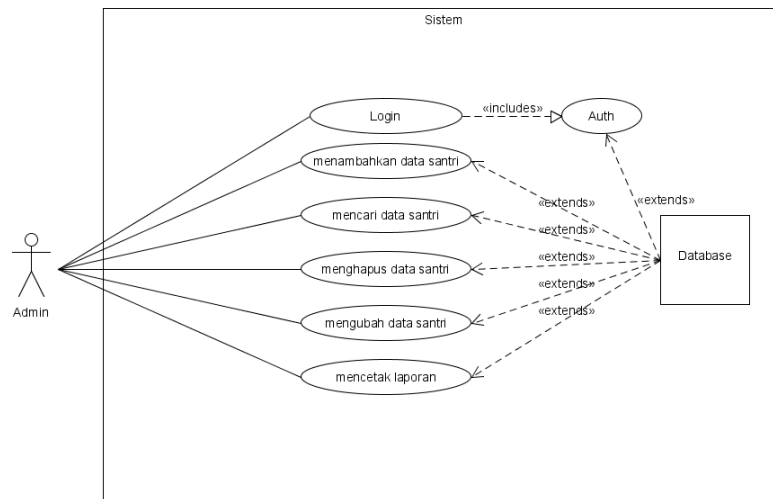 Sistem
Login
«includes»
Auth
menambahkan data santri
«extends»
«extends»
mencari data santri
«extends»
Database
menghapus data santri
«extends»
«extends»
mengubah data santri
«extends»
mencetak laporan
Admin